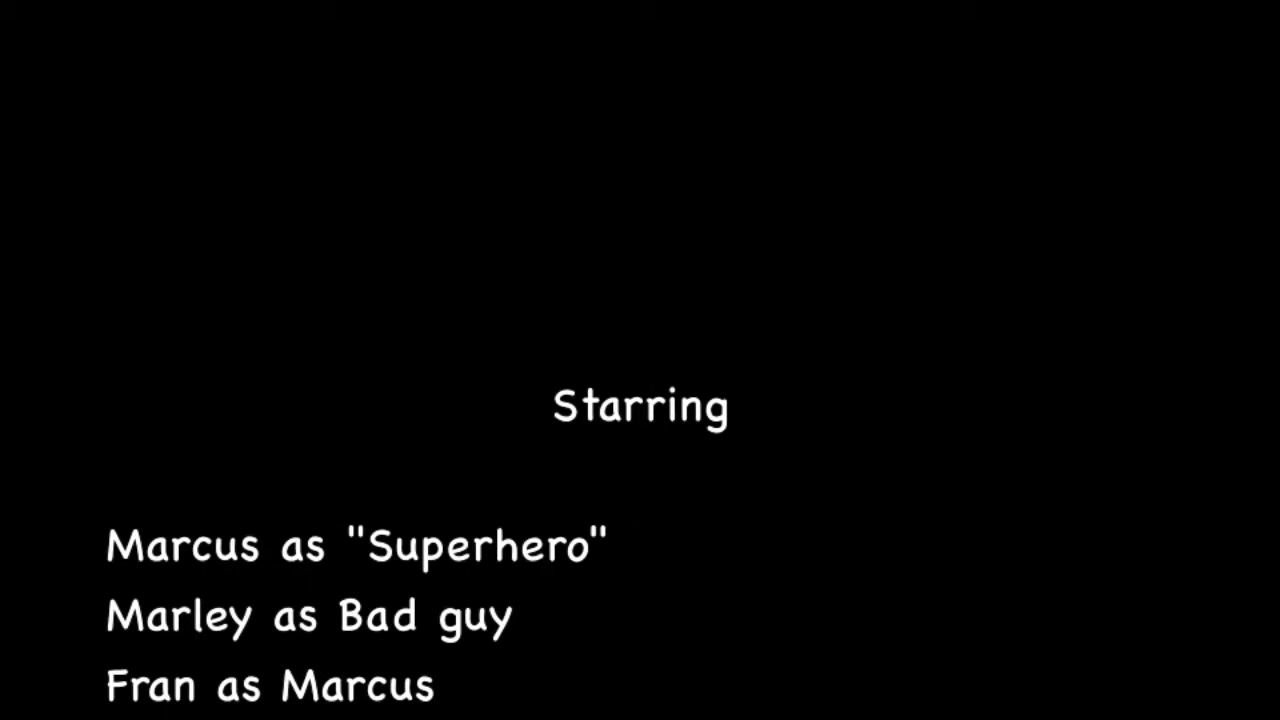 Starring
Marcus as "Superhero"
Marley as Bad guy
Fran as Marcus